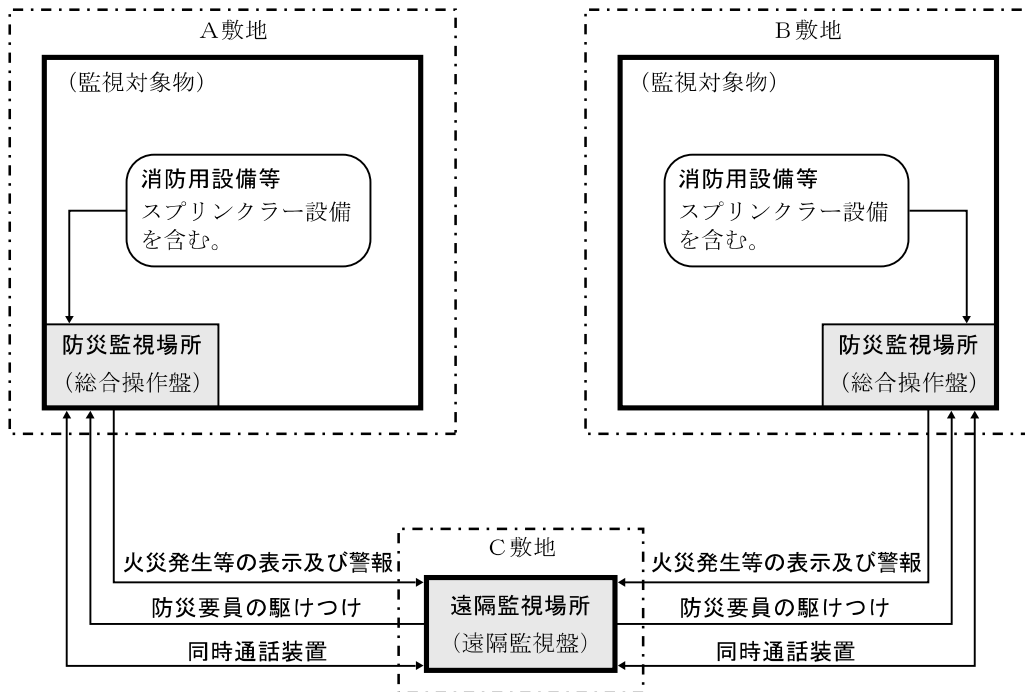 A敷地
(監視対象物)
消防用設備等
スプリンクラー設備
を含む。
防災監視場所
(総合操作盤)
B敷地
(監視対象物)
消防用設備等
スプリンクラー設備
を含む。
防災監視場所
(総合操作盤)
火災発生等の表示及び警報
防災要員の駆けつけ
同時通話装置
C敷地
遠隔監視場所
(遠隔監視盤)
火災発生等の表示及び警報
防災要員の駆けつけ
同時通話装置